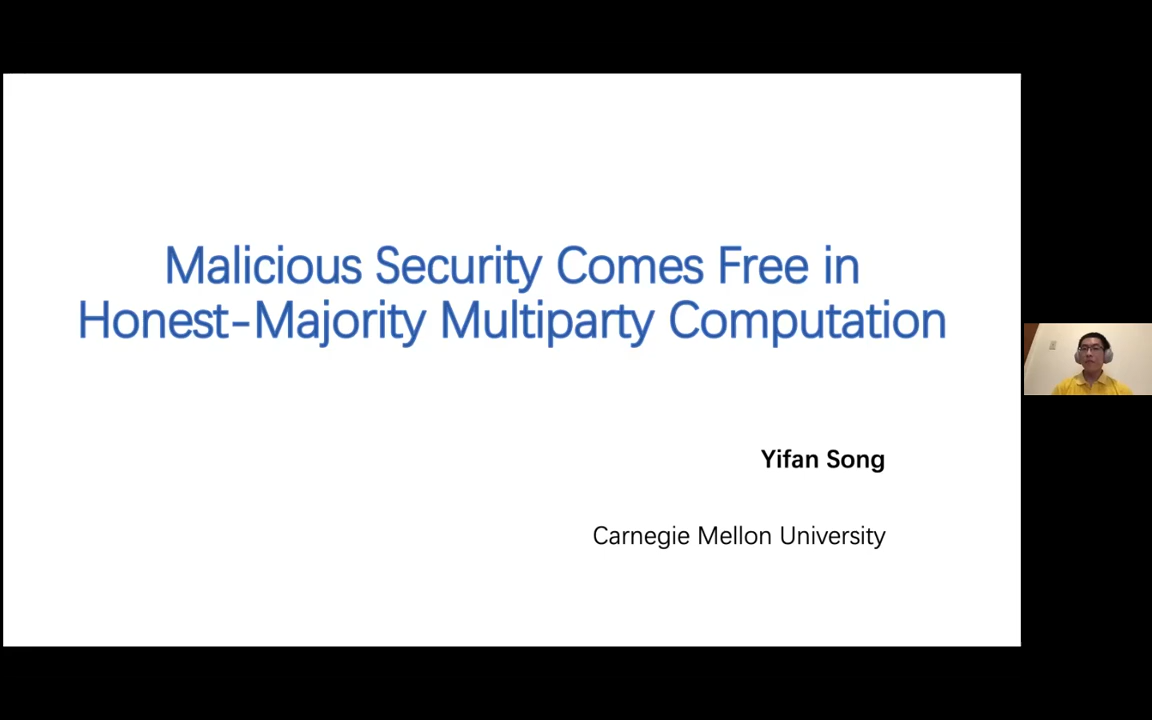 Malicious Security Comes Free in
Honest-Majority Multiparty Computation
Yifan Song
Carnegie Mellon University